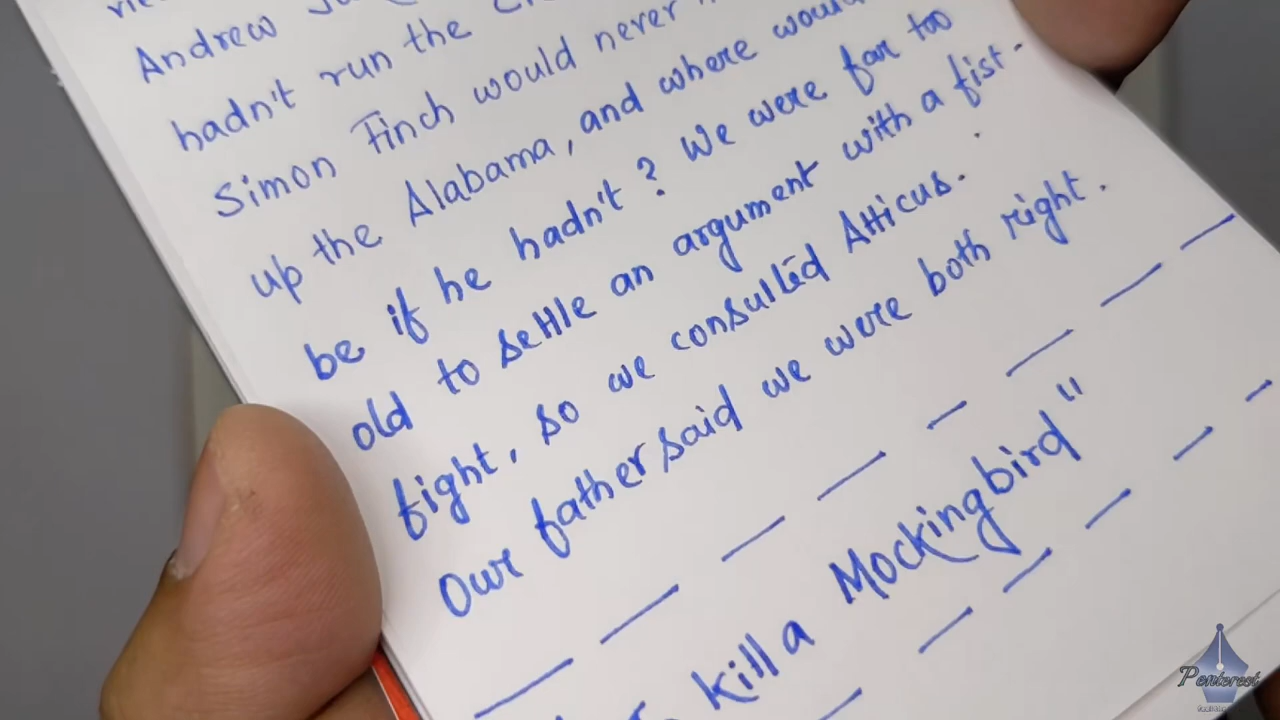 Andrew
hadn't run the
Simon Finch would never
up the Alabama, and where would
be if he hadn't? We were far too
old to settle an argument with a fist-
fight, so we consulted Atticus.
Our father said we were both right.
kill a Mockingbird"
Penterest